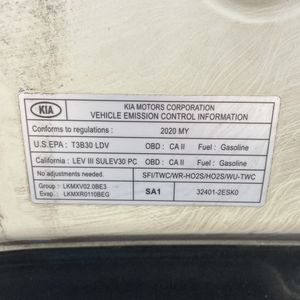 KIA
KIA MOTORS CORPORATION
VEHICLE EMISSION CONTROL INFORMATION
Conforms to regulations : 2020 MY
U.S.EPA : T3B30 LDV OBD : CA II Fuel : Gasoline
California : LEV III SULEV30 PC OBD : CA II Fuel : Gasoline
No adjustments needed. SFI/TWC/WR-HO2S/HO2S/WU-TWC
Group : LKMXV02.0BE3
Evap. : LKMXR0110BEG
SA1 32401-2ESK0